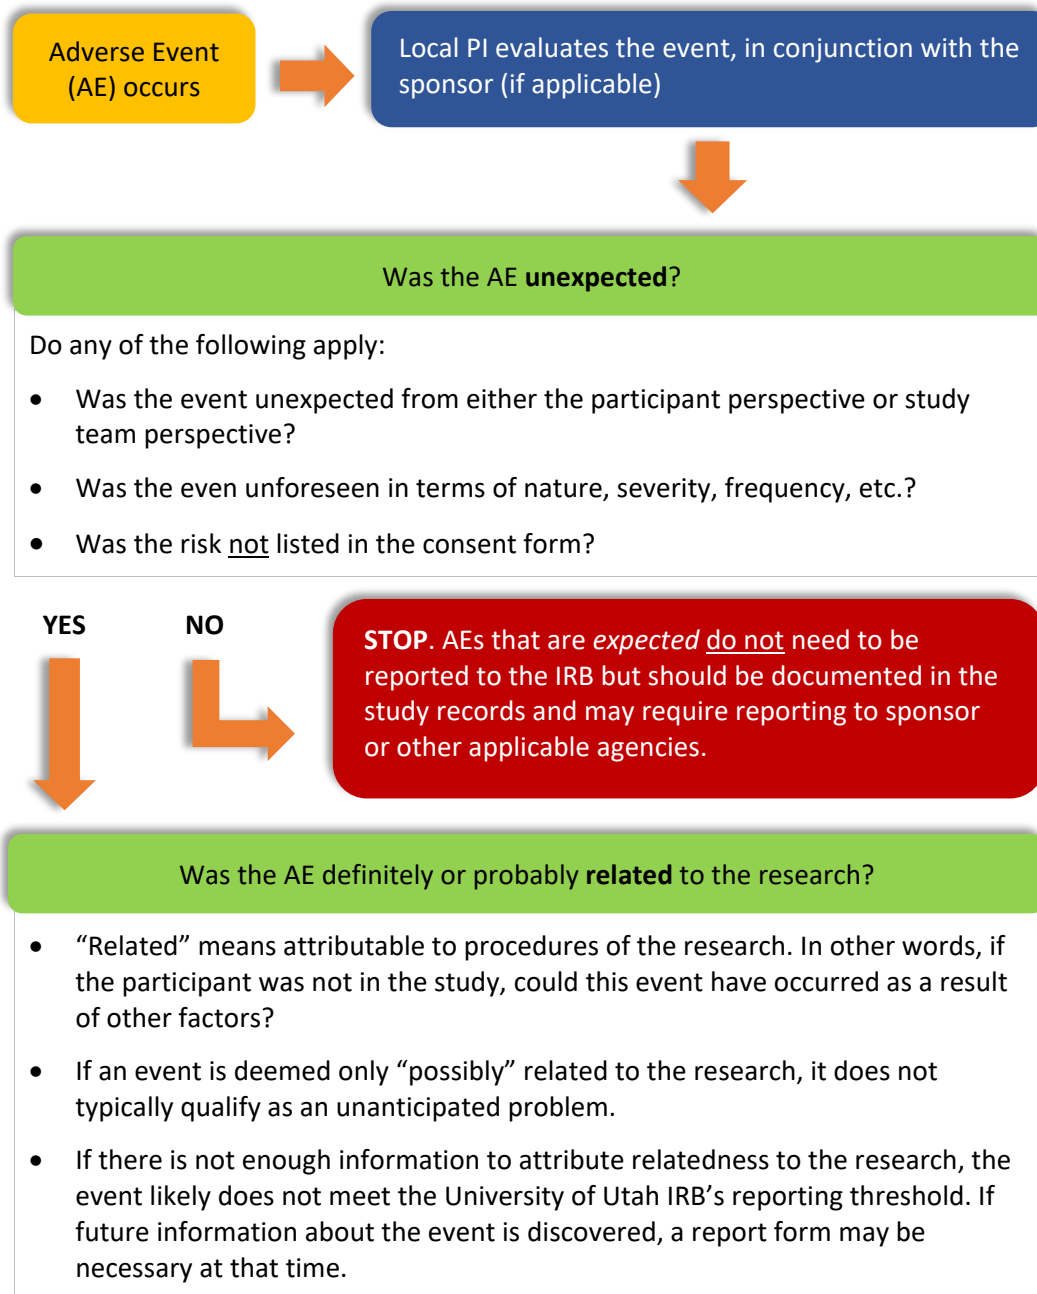 Adverse Event
(AE) occurs
Local PI evaluates the event, in conjunction with the
sponsor (if applicable)
Was the AE unexpected?
Do any of the following apply:
• Was the event unexpected from either the participant perspective or study
team perspective?
• Was the even unforeseen in terms of nature, severity, frequency, etc.?
• Was the risk not listed in the consent form?
YES
NO
STOP. AEs that are expected do not need to be
reported to the IRB but should be documented in the
study records and may require reporting to sponsor
or other applicable agencies.
Was the AE definitely or probably related to the research?
• “Related” means attributable to procedures of the research. In other words, if
the participant was not in the study, could this event have occurred as a result
of other factors?
• If an event is deemed only “possibly” related to the research, it does not
typically qualify as an unanticipated problem.
• If there is not enough information to attribute relatedness to the research, the
event likely does not meet the University of Utah IRB’s reporting threshold. If
future information about the event is discovered, a report form may be
necessary at that time.